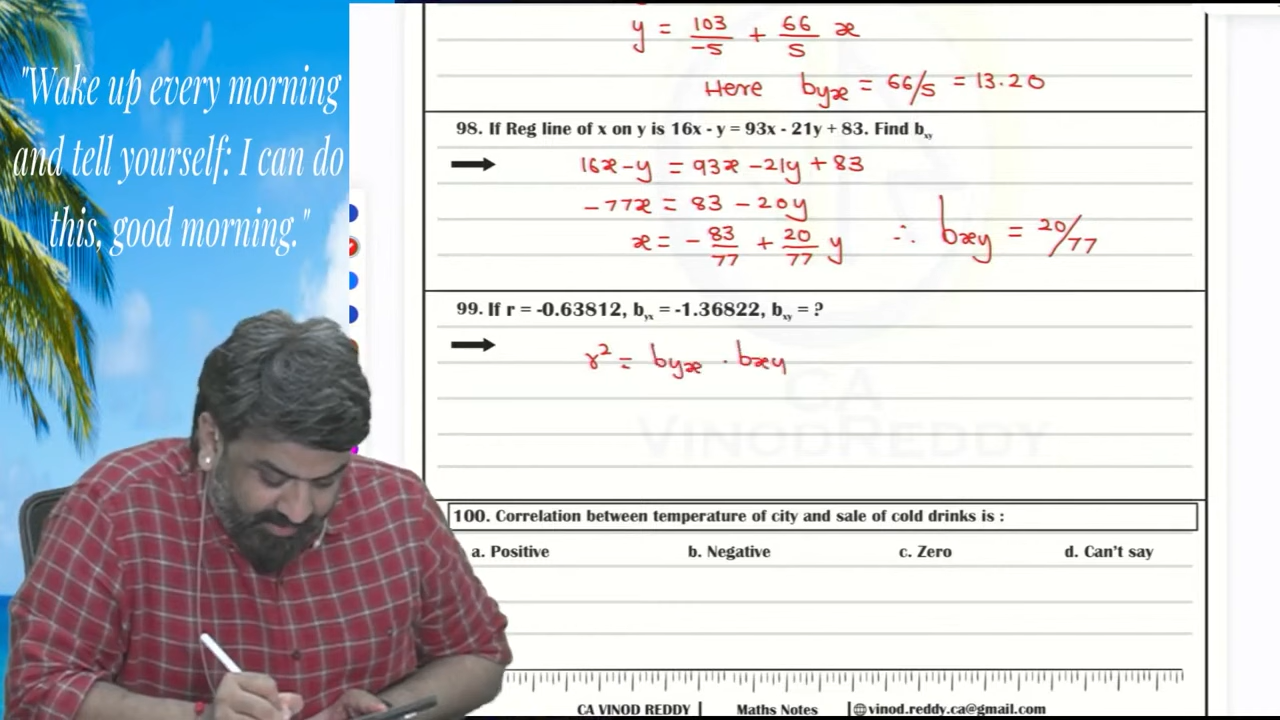 "Wake up every morning
and tell yourself: I can do
this, good morning."
y = 103/-5 + 66/5 x
Here byx = 66/5 = 13.20
98. If Reg line of x on y is 16x - y = 93x - 21y + 83. Find bxy
16x - y = 93x - 21y + 83
-77x = 83 - 20y
x = - 83/77 + 20/77 y ∴ bxy = 20/77
99. If r = -0.63812, byx = -1.36822, bxy = ?
r² = byx · bxy
CA
VINODREDDY
100. Correlation between temperature of city and sale of cold drinks is :
a. Positive b. Negative c. Zero d. Can't say
CA VINOD REDDY | Maths Notes | vinod.reddy.ca@gmail.com